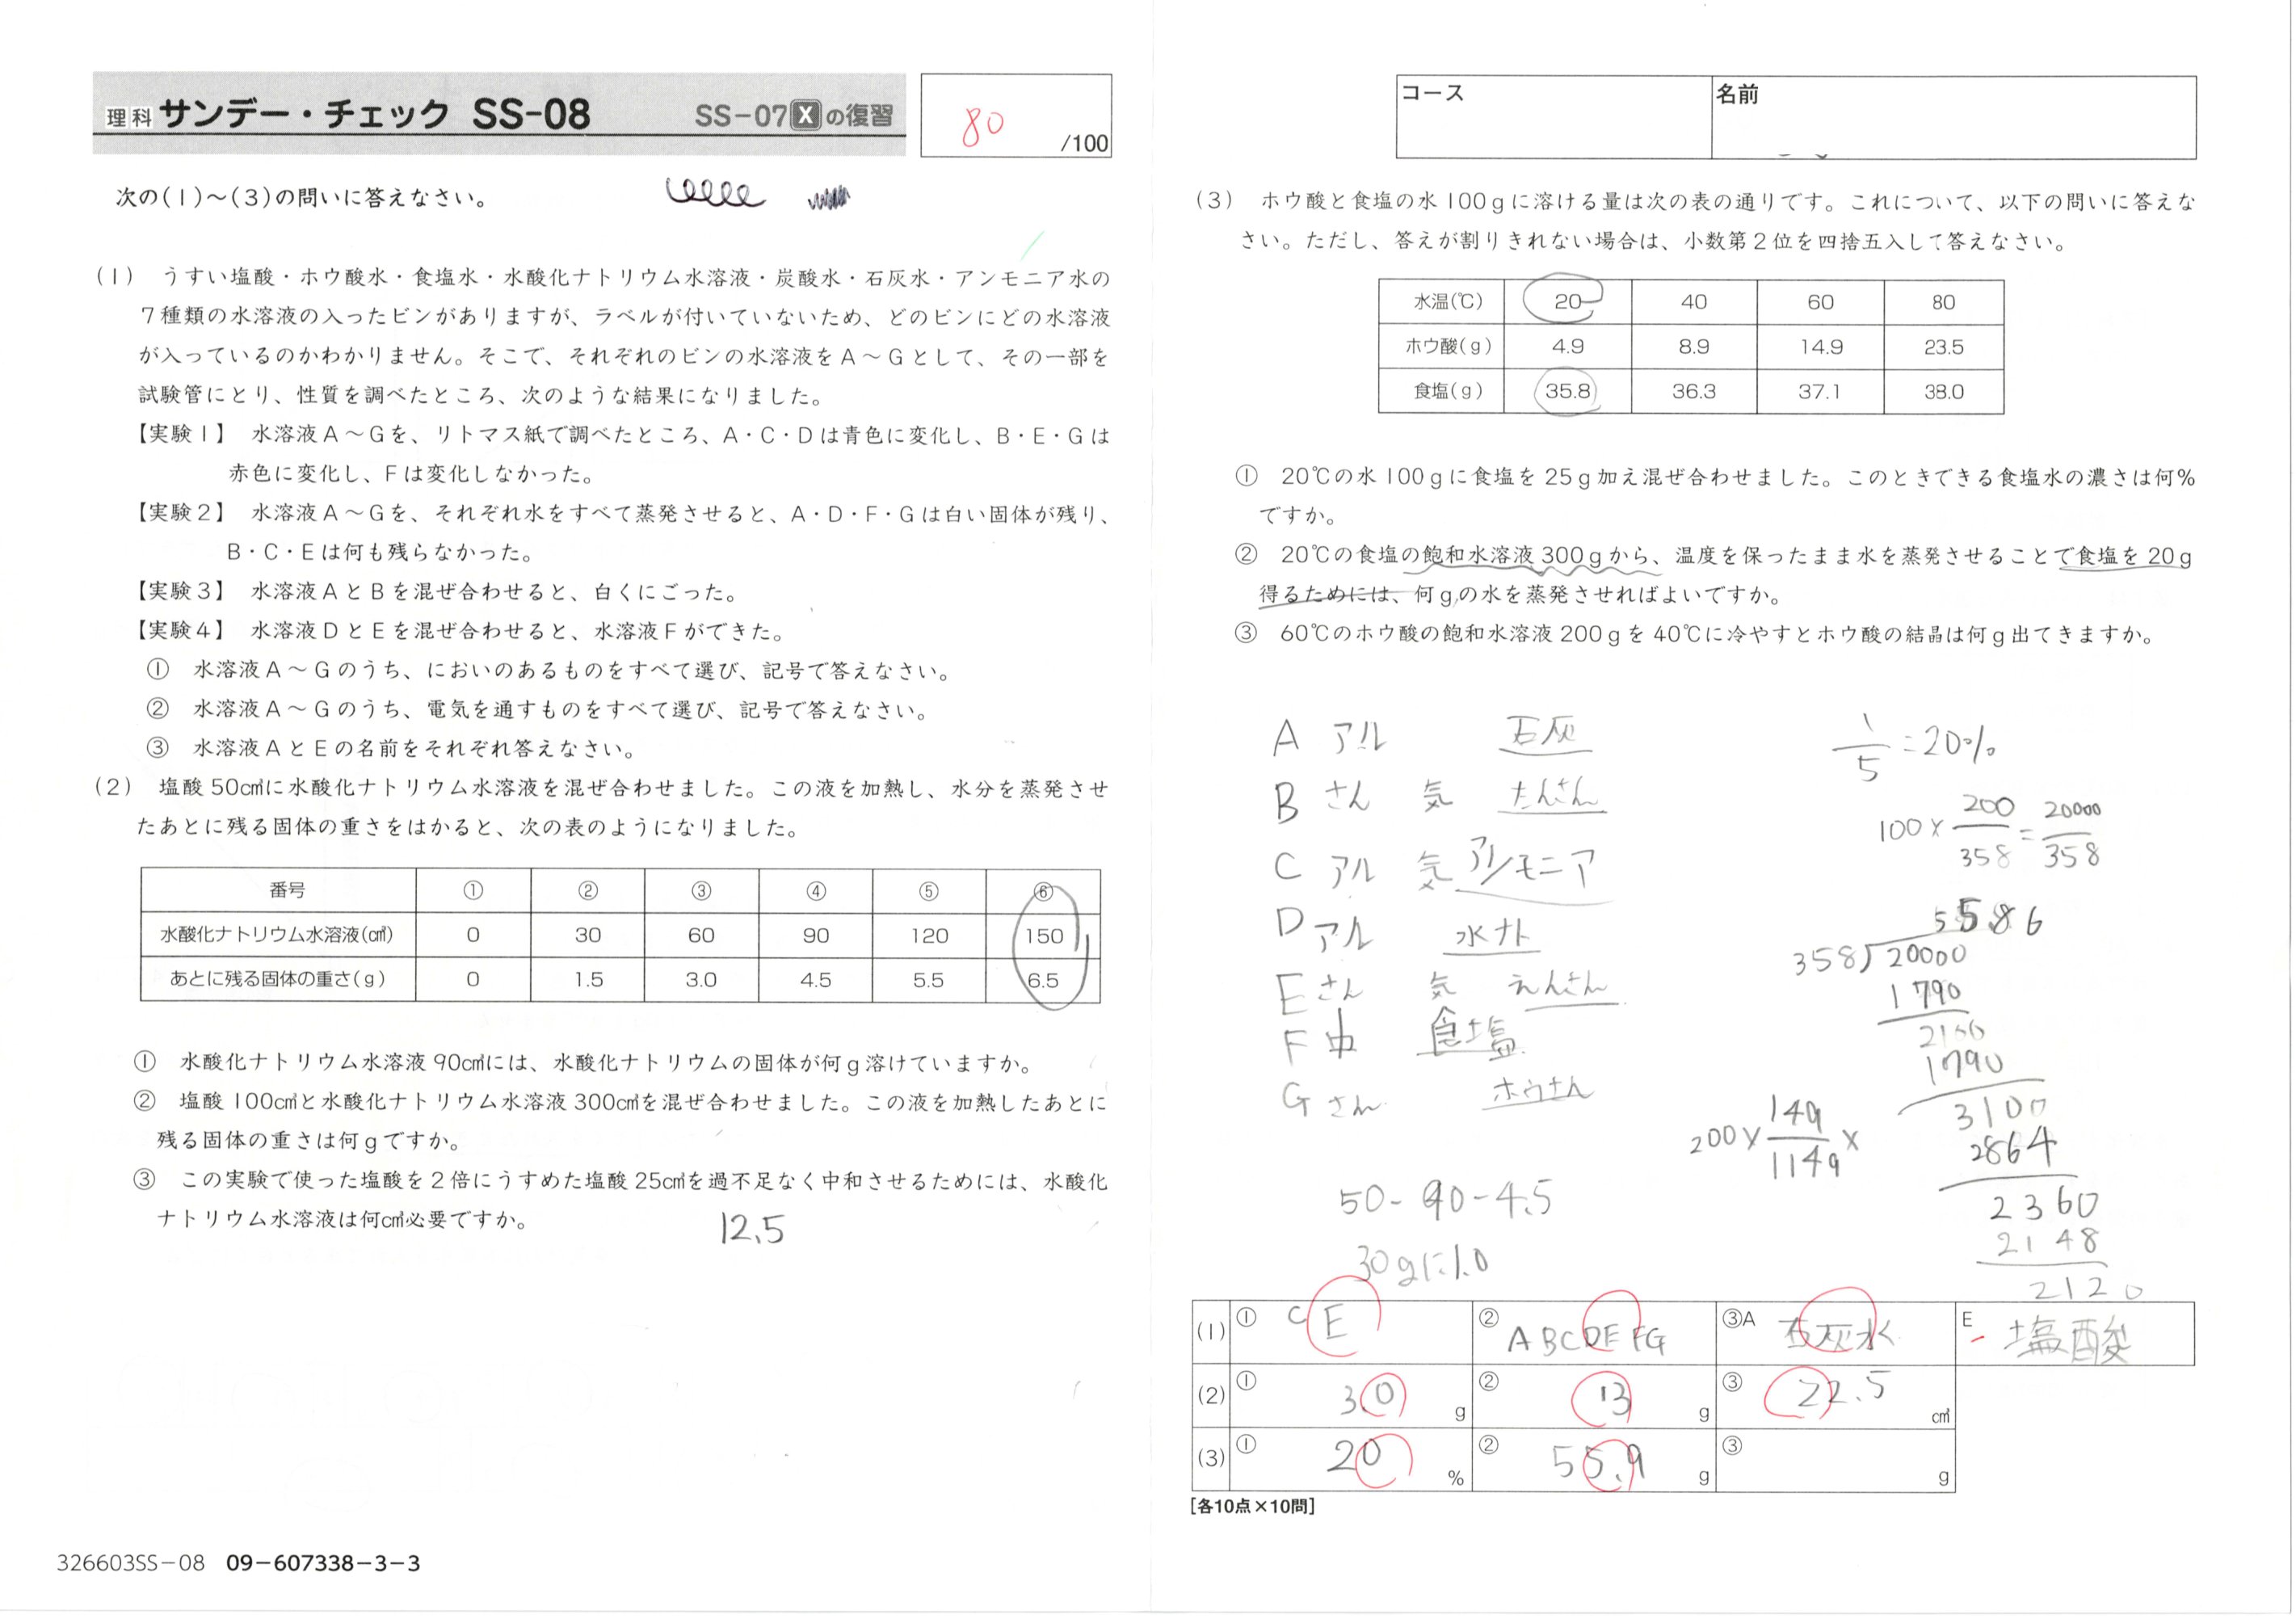 理科 サンデー・チェック SS-08 SS-07Xの復習
80
/100
次の(1)～(3)の問いに答えなさい。
(1) うすい塩酸・ホウ酸水・食塩水・水酸化ナトリウム水溶液・炭酸水・石灰水・アンモニア水の
7種類の水溶液の入ったビンがありますが、ラベルが付いていないため、どのビンにどの水溶液
が入っているのかわかりません。そこで、それぞれのビンの水溶液をA～Gとして、その一部を
試験管にとり、性質を調べたところ、次のような結果になりました。
【実験1】 水溶液A～Gを、リトマス紙で調べたところ、A・C・Dは青色に変化し、B・E・Gは
赤色に変化し、Fは変化しなかった。
【実験2】 水溶液A～Gを、それぞれ水をすべて蒸発させると、A・D・F・Gは白い固体が残り、
B・C・Eは何も残らなかった。
【実験3】 水溶液AとBを混ぜ合わせると、白くにごった。
【実験4】 水溶液DとEを混ぜ合わせると、水溶液Fができた。
① 水溶液A～Gのうち、においのあるものをすべて選び、記号で答えなさい。
② 水溶液A～Gのうち、電気を通すものをすべて選び、記号で答えなさい。
③ 水溶液AとEの名前をそれぞれ答えなさい。
(2) 塩酸50cm³に水酸化ナトリウム水溶液を混ぜ合わせました。この液を加熱し、水分を蒸発させ
たあとに残る固体の重さをはかると、次の表のようになりました。
番号 ① ② ③ ④ ⑤ ⑥
水酸化ナトリウム水溶液(cm³) 0 30 60 90 120 150
あとに残る固体の重さ(g) 0 1.5 3.0 4.5 5.5 6.5
① 水酸化ナトリウム水溶液90cm³には、水酸化ナトリウムの固体が何g溶けていますか。
② 塩酸100cm³と水酸化ナトリウム水溶液300cm³を混ぜ合わせました。この液を加熱したあとに
残る固体の重さは何gですか。
③ この実験で使った塩酸を2倍にうすめた塩酸25cm³を過不足なく中和させるためには、水酸化
ナトリウム水溶液は何cm³必要ですか。
12.5
326603SS-08 09-607338-3-3
コース 名前
(3) ホウ酸と食塩の水100gに溶ける量は次の表の通りです。これについて、以下の問いに答えな
さい。ただし、答えが割りきれない場合は、小数第2位を四捨五入して答えなさい。
水温(℃) 20 40 60 80
ホウ酸(g) 4.9 8.9 14.9 23.5
食塩(g) 35.8 36.3 37.1 38.0
① 20℃の水100gに食塩を25g加え混ぜ合わせました。このときできる食塩水の濃さは何%
ですか。
② 20℃の食塩の飽和水溶液300gから、温度を保ったまま水を蒸発させることで食塩を20g
得るためには、何gの水を蒸発させればよいですか。
③ 60℃のホウ酸の飽和水溶液200gを40℃に冷やすとホウ酸の結晶は何g出てきますか。
A アル 石灰
B さん 気 たんさん
C アル 気 アンモニア
D アル 水ナト
E さん 気 えんさん
F 中 食塩
G さん ホウさん
1/5=20%
100×200/358=20000/358
5586
358)20000
1790
2100
1790
3100
2864
2360
2148
2120
200×149/1149×
50-90-4.5
30gに1.0
(1) ① C E ② ABCDEFG ③A 石灰水 E 塩酸
(2) ① 3.0 g ② 13 g ③ 22.5 cm³
(3) ① 20 % ② 55.9 g ③ g
[各10点×10問]